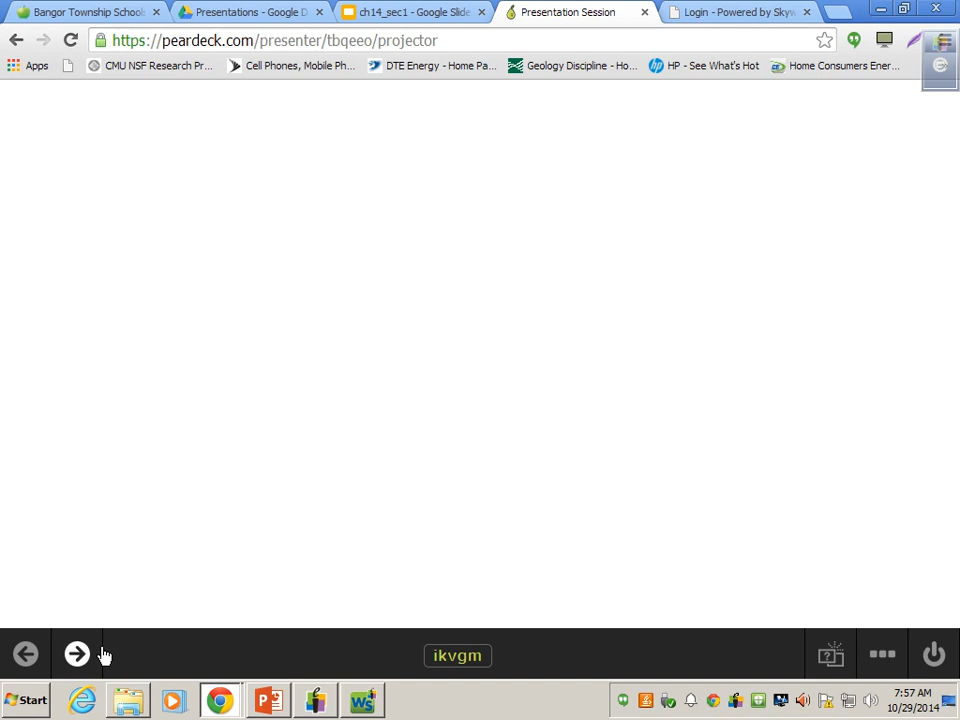 Bangor Township Schools
Presentations - Google D
ch14_sec1 - Google Slide
Presentation Session
Login - Powered by Skyw
https://peardeck.com/presenter/tbqeeo/projector
Apps
CMU NSF Research Pr...
Cell Phones, Mobile Ph...
DTE Energy - Home Pa...
Geology Discipline - Ho...
HP - See What's Hot
Home Consumers Ener...
ikvgm
Start
7:57 AM
10/29/2014